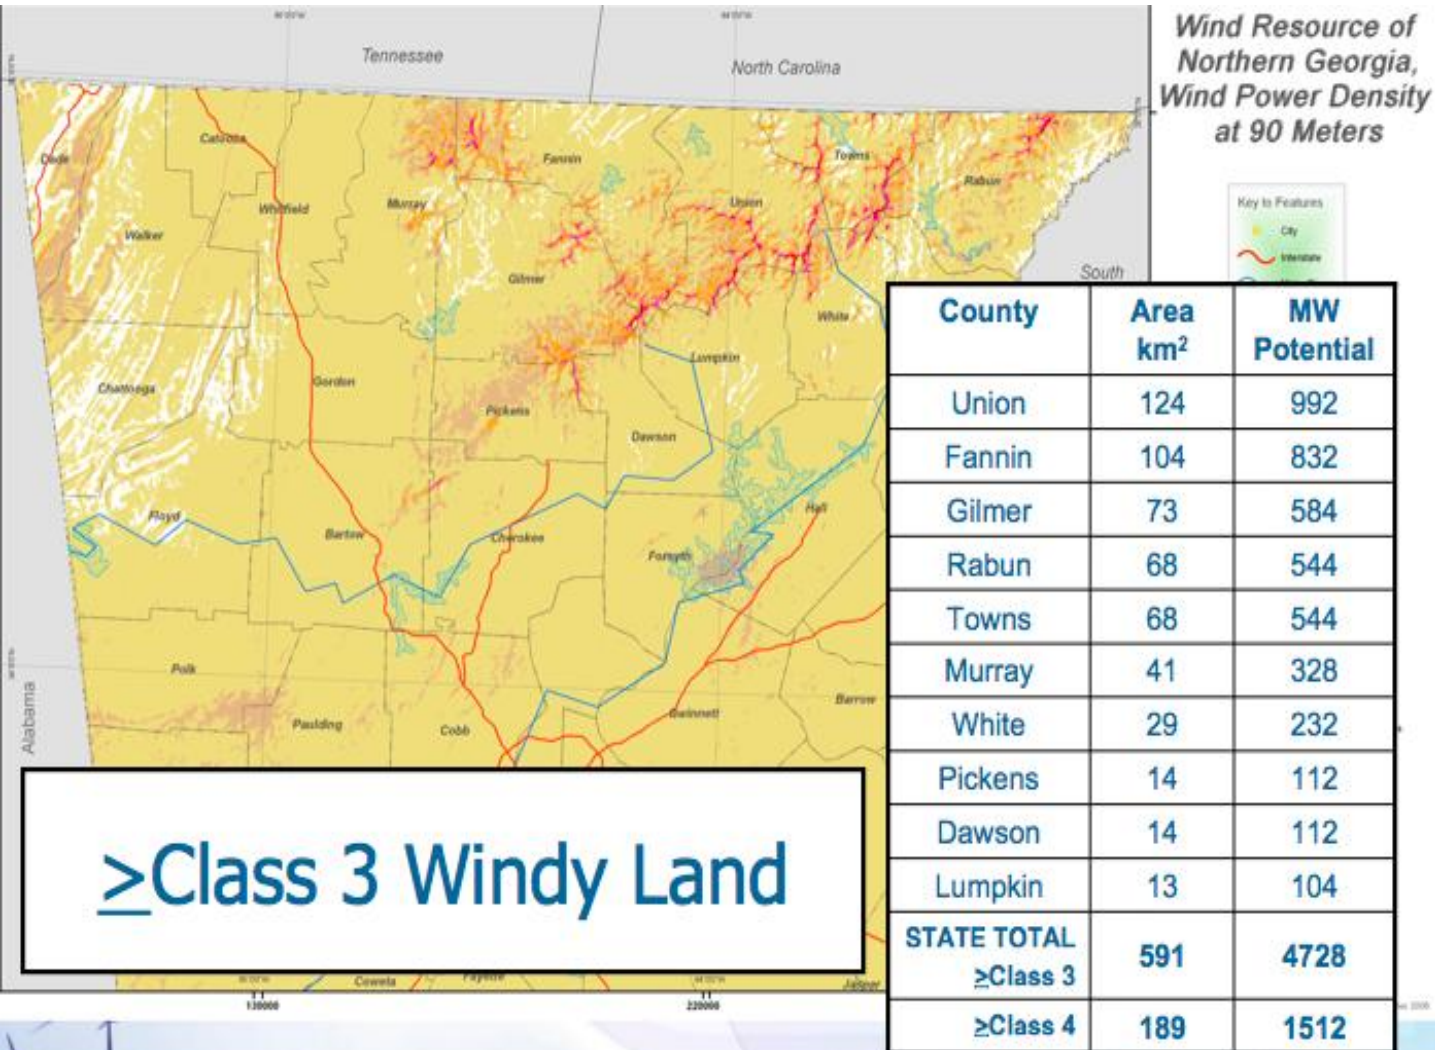 Tennessee
North Carolina
Wind Resource of
Northern Georgia,
Wind Power Density
at 90 Meters
Key to Features
City
Interstate
South
Alabama
Dade
Catoosa
Whitfield
Walker
Murray
Fannin
Union
Towns
Rabun
Gilmer
White
Chattooga
Gordon
Lumpkin
Pickens
Dawson
Floyd
Bartow
Cherokee
Forsyth
Hall
Polk
Paulding
Cobb
Gwinnett
Barrow
Coweta
Fayette
Jasper
130000
220000
≥Class 3 Windy Land
County Area km² MW Potential
Union 124 992
Fannin 104 832
Gilmer 73 584
Rabun 68 544
Towns 68 544
Murray 41 328
White 29 232
Pickens 14 112
Dawson 14 112
Lumpkin 13 104
STATE TOTAL ≥Class 3 591 4728
≥Class 4 189 1512